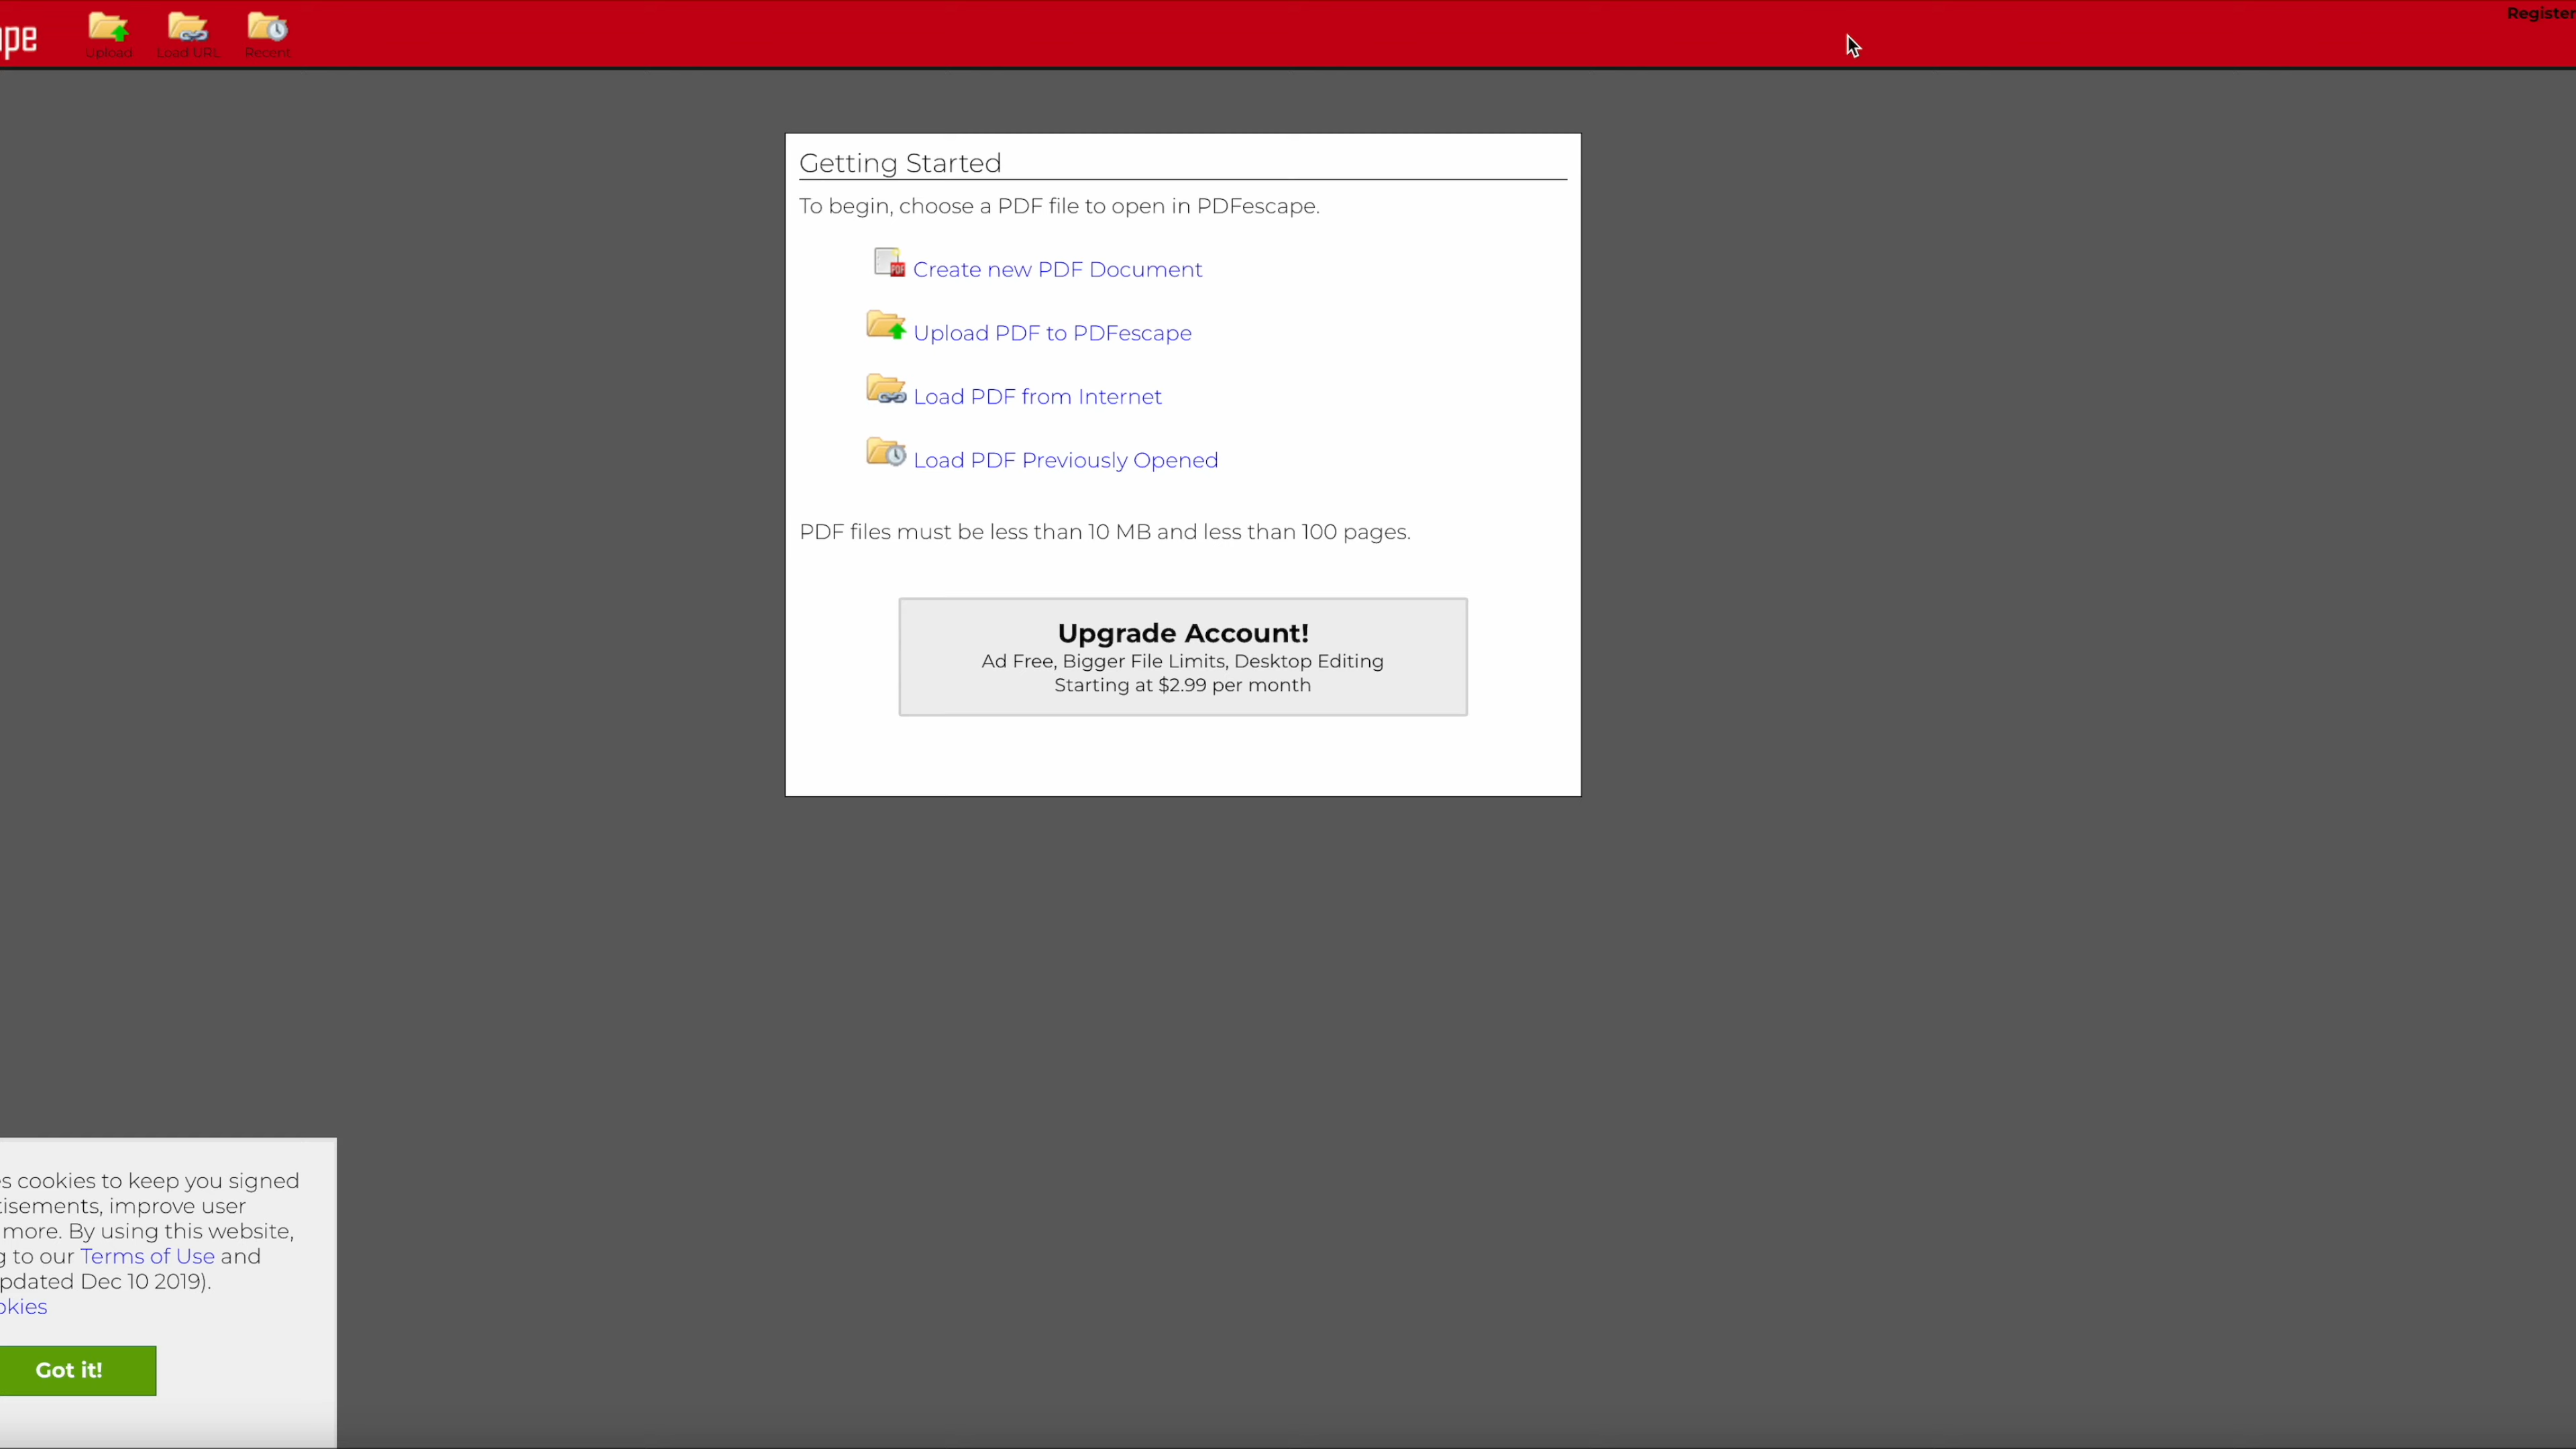 pe
Upload
Load URL
Recent
Register
Getting Started
To begin, choose a PDF file to open in PDFescape.
Create new PDF Document
Upload PDF to PDFescape
Load PDF from Internet
Load PDF Previously Opened
PDF files must be less than 10 MB and less than 100 pages.
Upgrade Account!
Ad Free, Bigger File Limits, Desktop Editing
Starting at $2.99 per month
s cookies to keep you signed
tisements, improve user
more. By using this website,
g to our Terms of Use and
pdated Dec 10 2019).
okies
Got it!